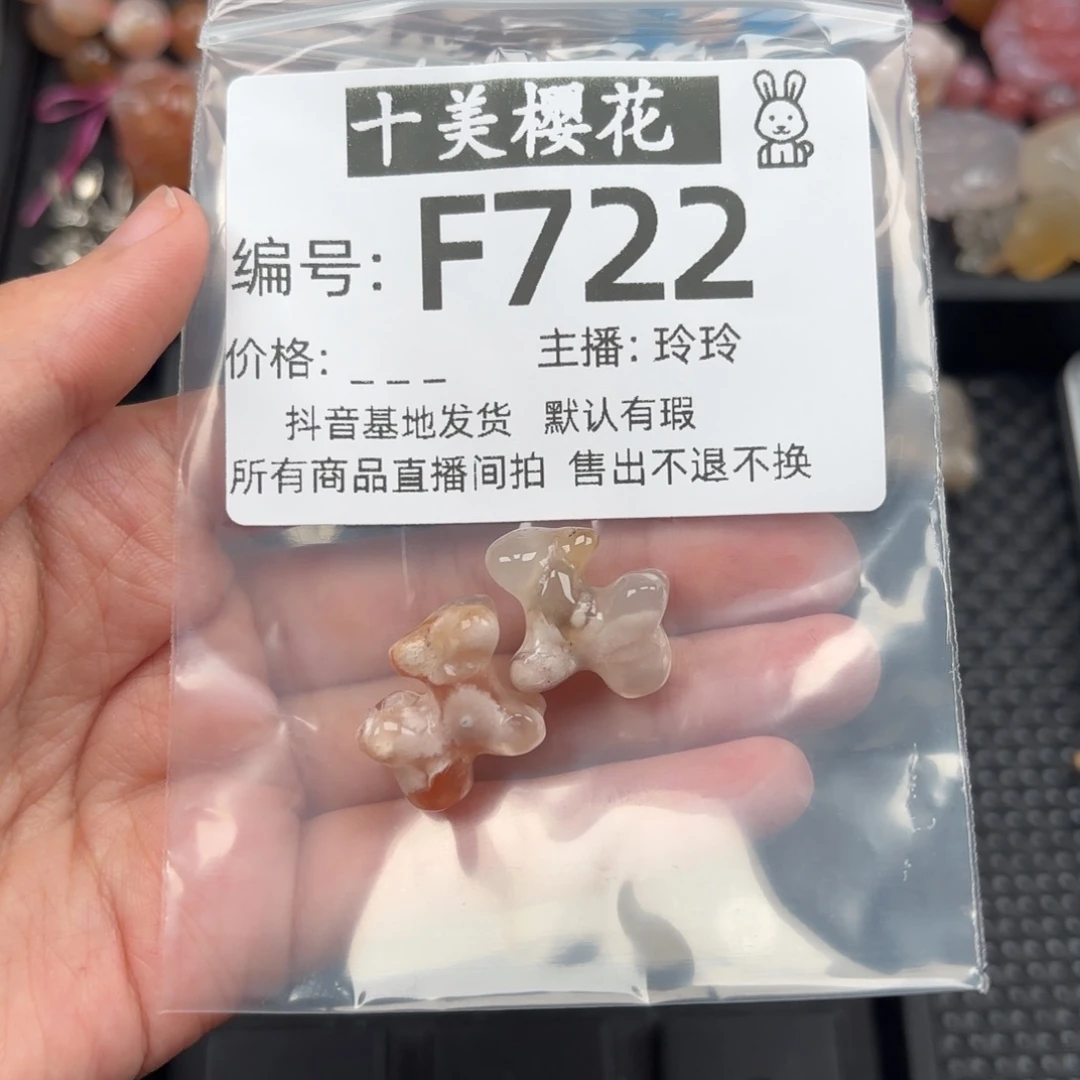 十美樱花
编号: F722
价格: _ _ _ 主播: 玲玲
抖音基地发货 默认有瑕
所有商品直播间拍 售出不退不换